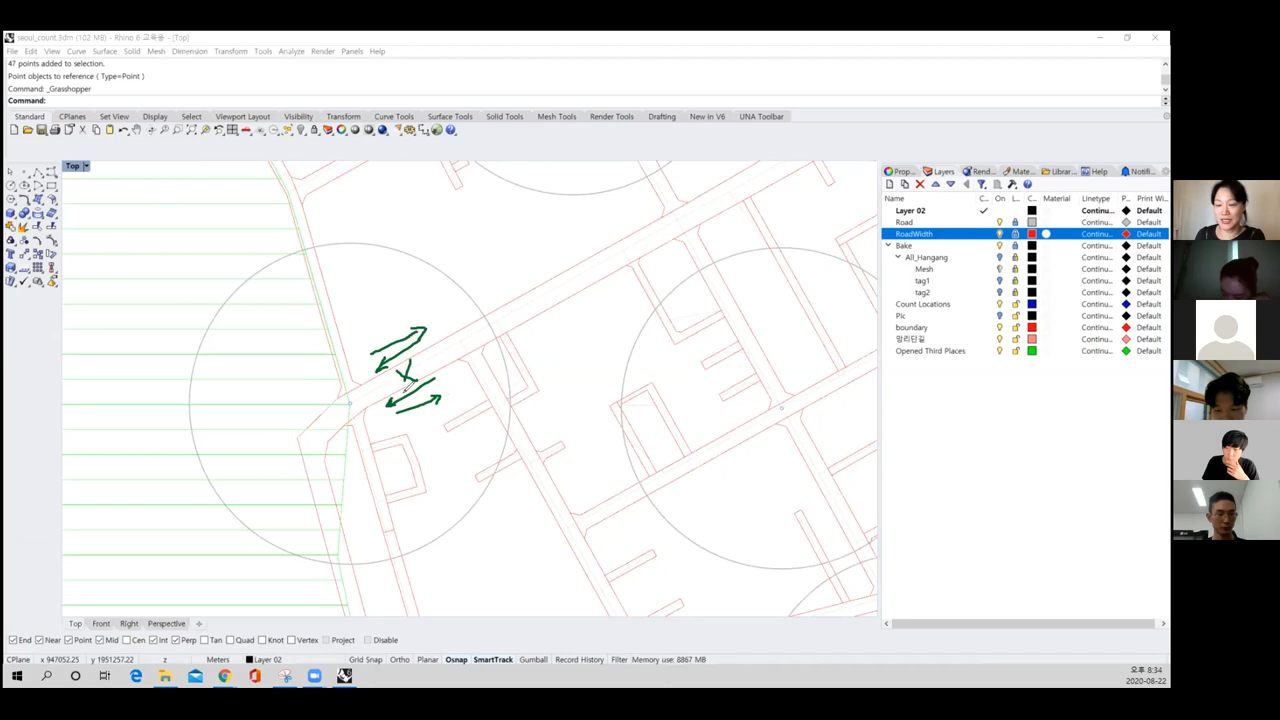 seoul_count.3dm (102 MB) - Rhino 6 교육용 - [Top]
File Edit View Curve Surface Solid Mesh Dimension Transform Tools Analyze Render Panels Help
47 points added to selection.
Point objects to reference ( Type=Point )
Command: _Grasshopper
Command:
Standard CPlanes Set View Display Select Viewport Layout Visibility Transform Curve Tools Surface Tools Solid Tools Mesh Tools Render Tools Drafting New in V6 UNA Toolbar
Top
Prop... Layers Rend... Mate... Librar... Help Notifi...
Name C... On L... C... Material Linetype P... Print Wi
Layer 02 Continu... Default
Road Continu... Default
RoadWidth Continu... Default
Bake Continu... Default
All_Hangang Continu... Default
Mesh Continu... Default
tag1 Continu... Default
tag2 Continu... Default
Count Locations Continu... Default
Pic Continu... Default
boundary Continu... Default
망리단길 Continu... Default
Opened Third Places Continu... Default
X
Top Front Right Perspective
End Near Point Mid Cen Int Perp Tan Quad Knot Vertex Project Disable
CPlane x 947052.25 y 1951257.22 z Meters Layer 02 Grid Snap Ortho Planar Osnap SmartTrack Gumball Record History Filter Memory use: 8867 MB
오후 8:34
2020-08-22